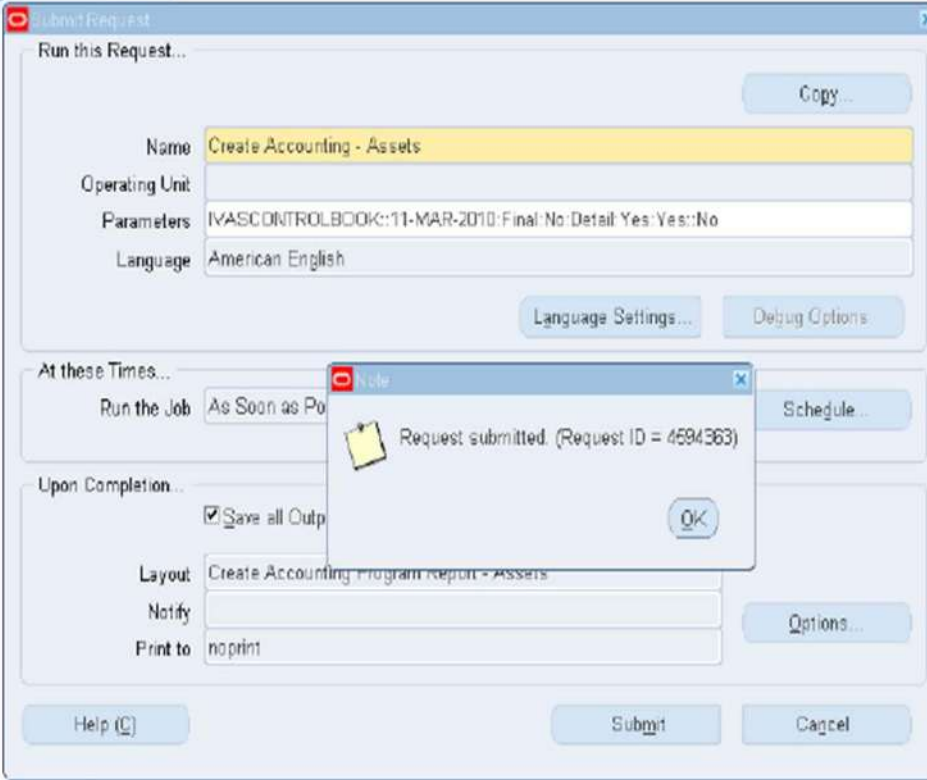 Submit Request
Run this Request...
Copy...
Name Create Accounting - Assets
Operating Unit
Parameters IVASCONTROLBOOK::11-MAR-2010:Final:No:Detail:Yes:Yes::No
Language American English
Language Settings... Debug Options
At these Times...
Note
Run the Job As Soon as Po Schedule...
Request submitted. (Request ID = 4594363)
Upon Completion...
Save all Outp
OK
Layout Create Accounting Program Report - Assets
Notify
Options...
Print to noprint
Help (C) Submit Cancel